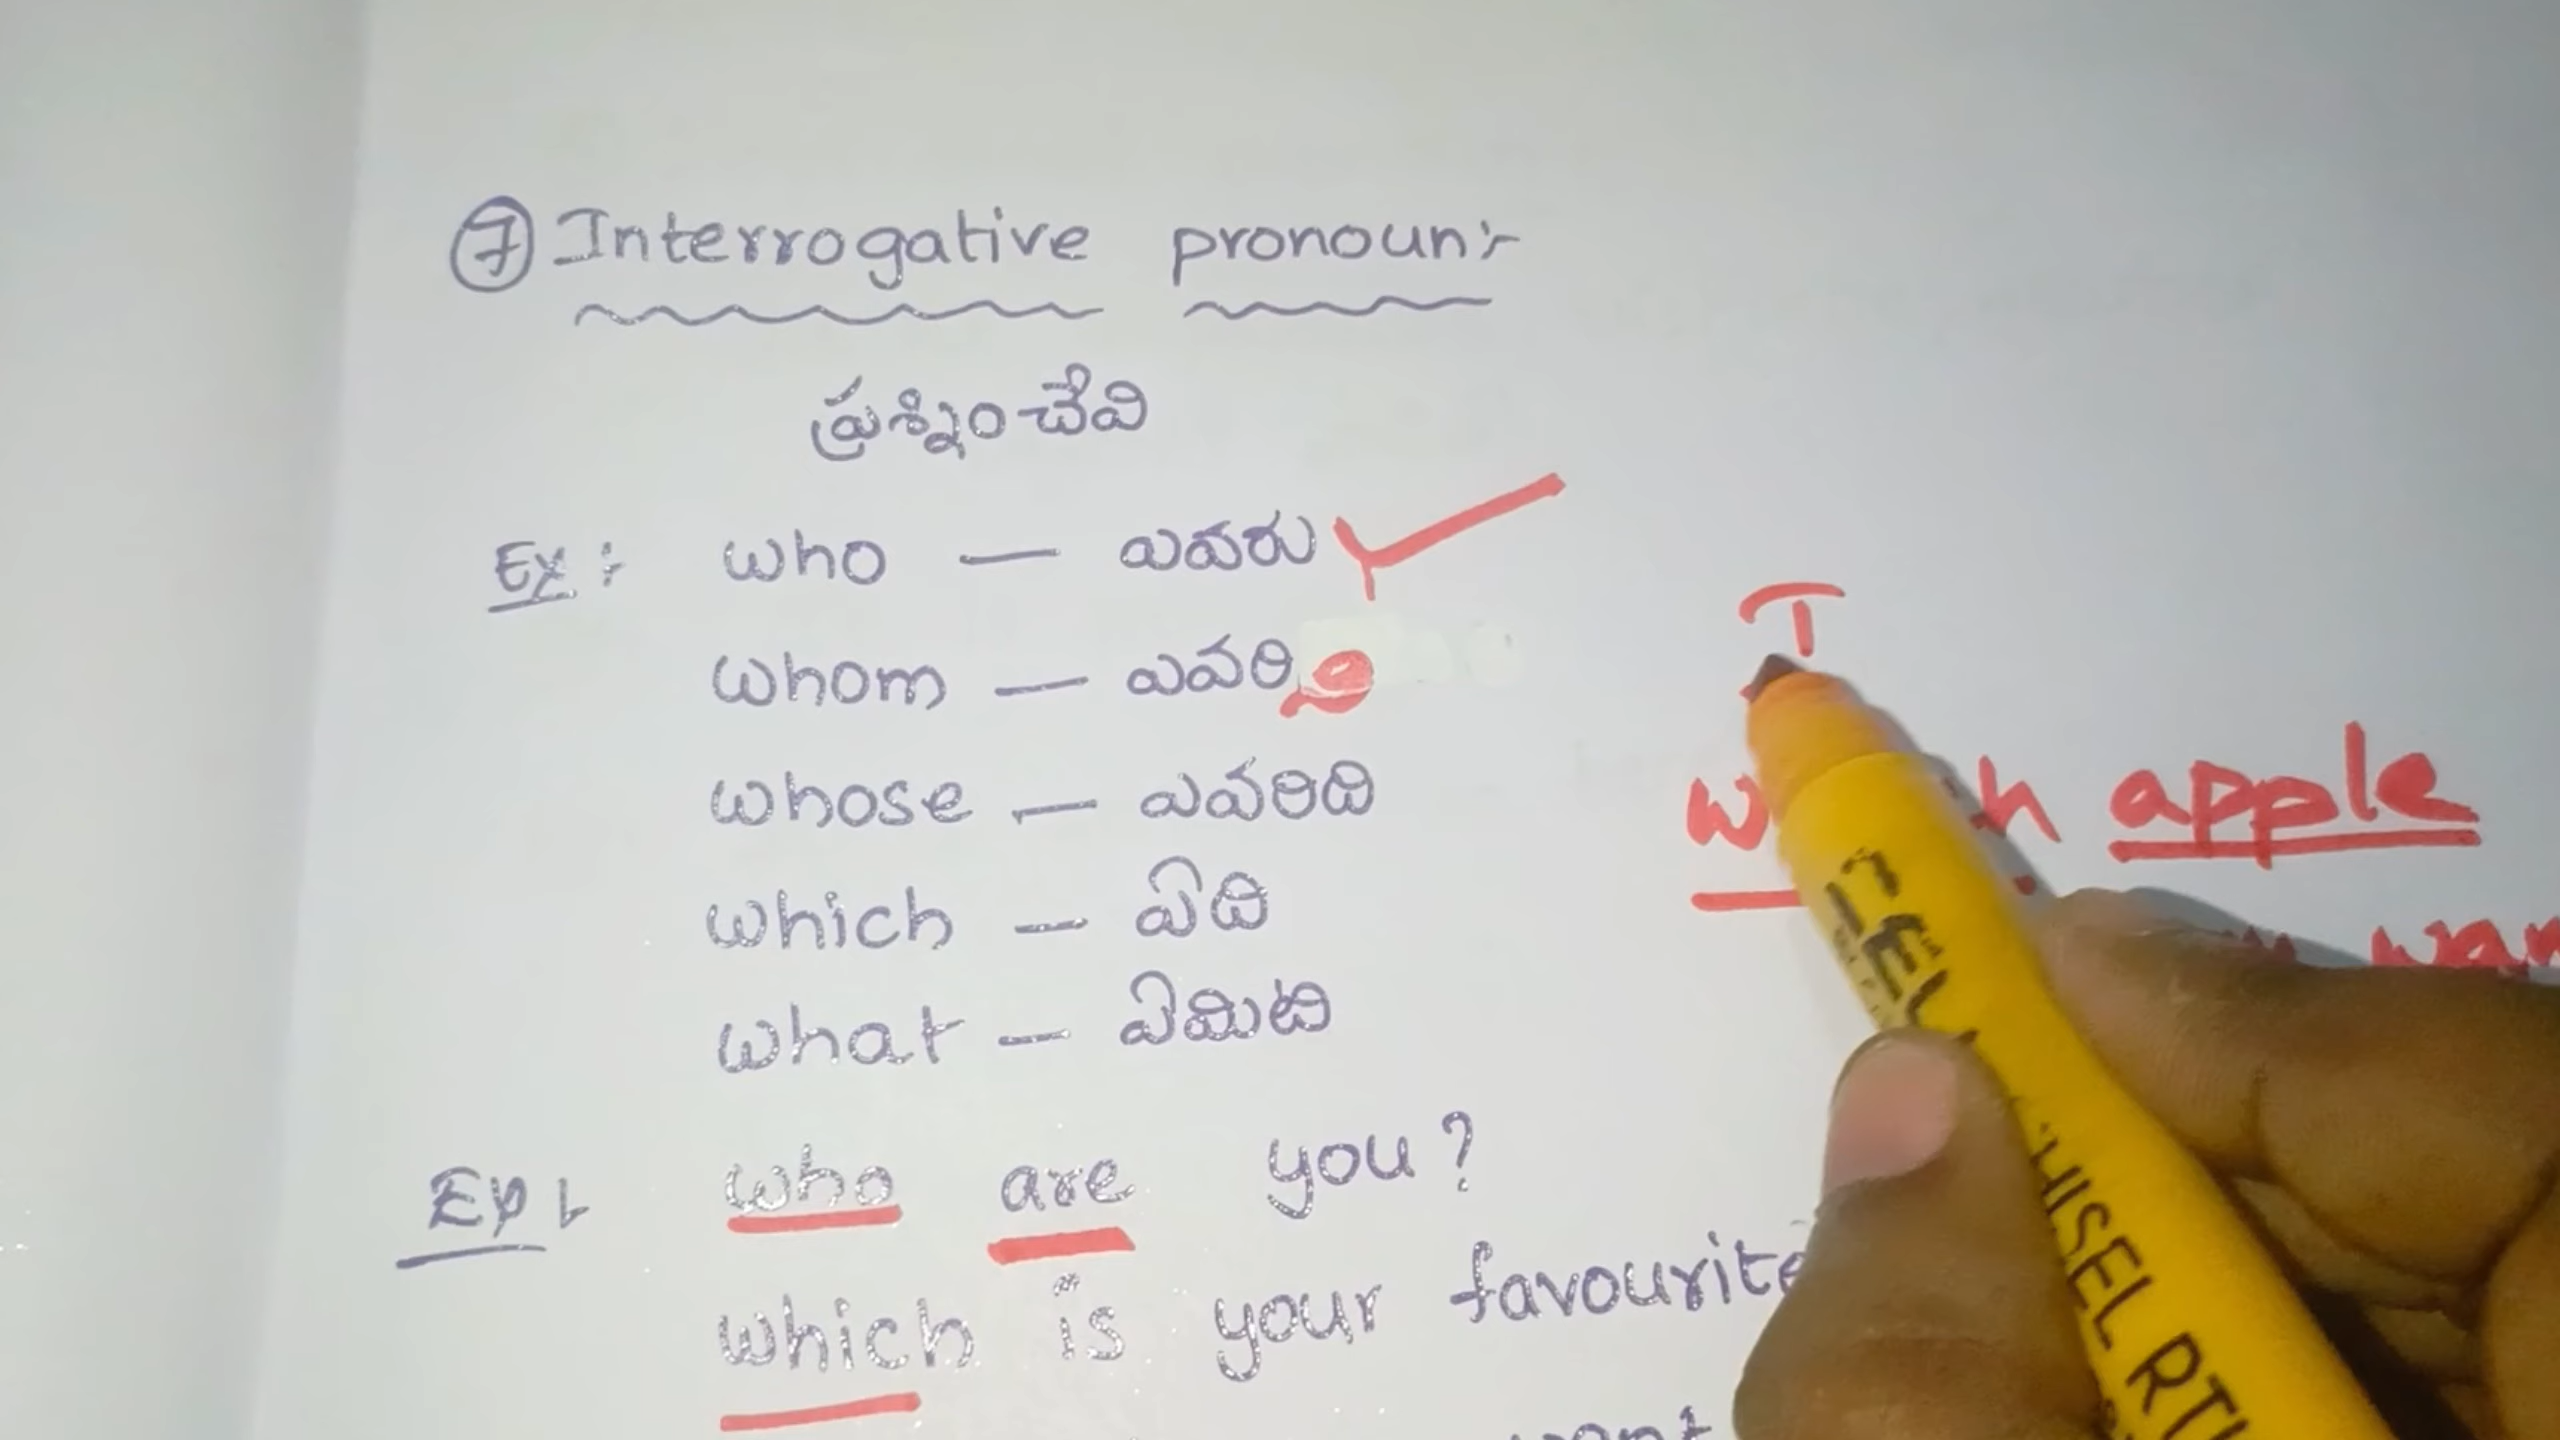 7 Interrogative pronoun:-
ప్రశ్నించేవి
Ex: who — ఎవరు
whom — ఎవరి
whose — ఎవరిది
which — ఏది
what — ఏమిటి
Ex:- who are you?
which is your favourite
want
apple